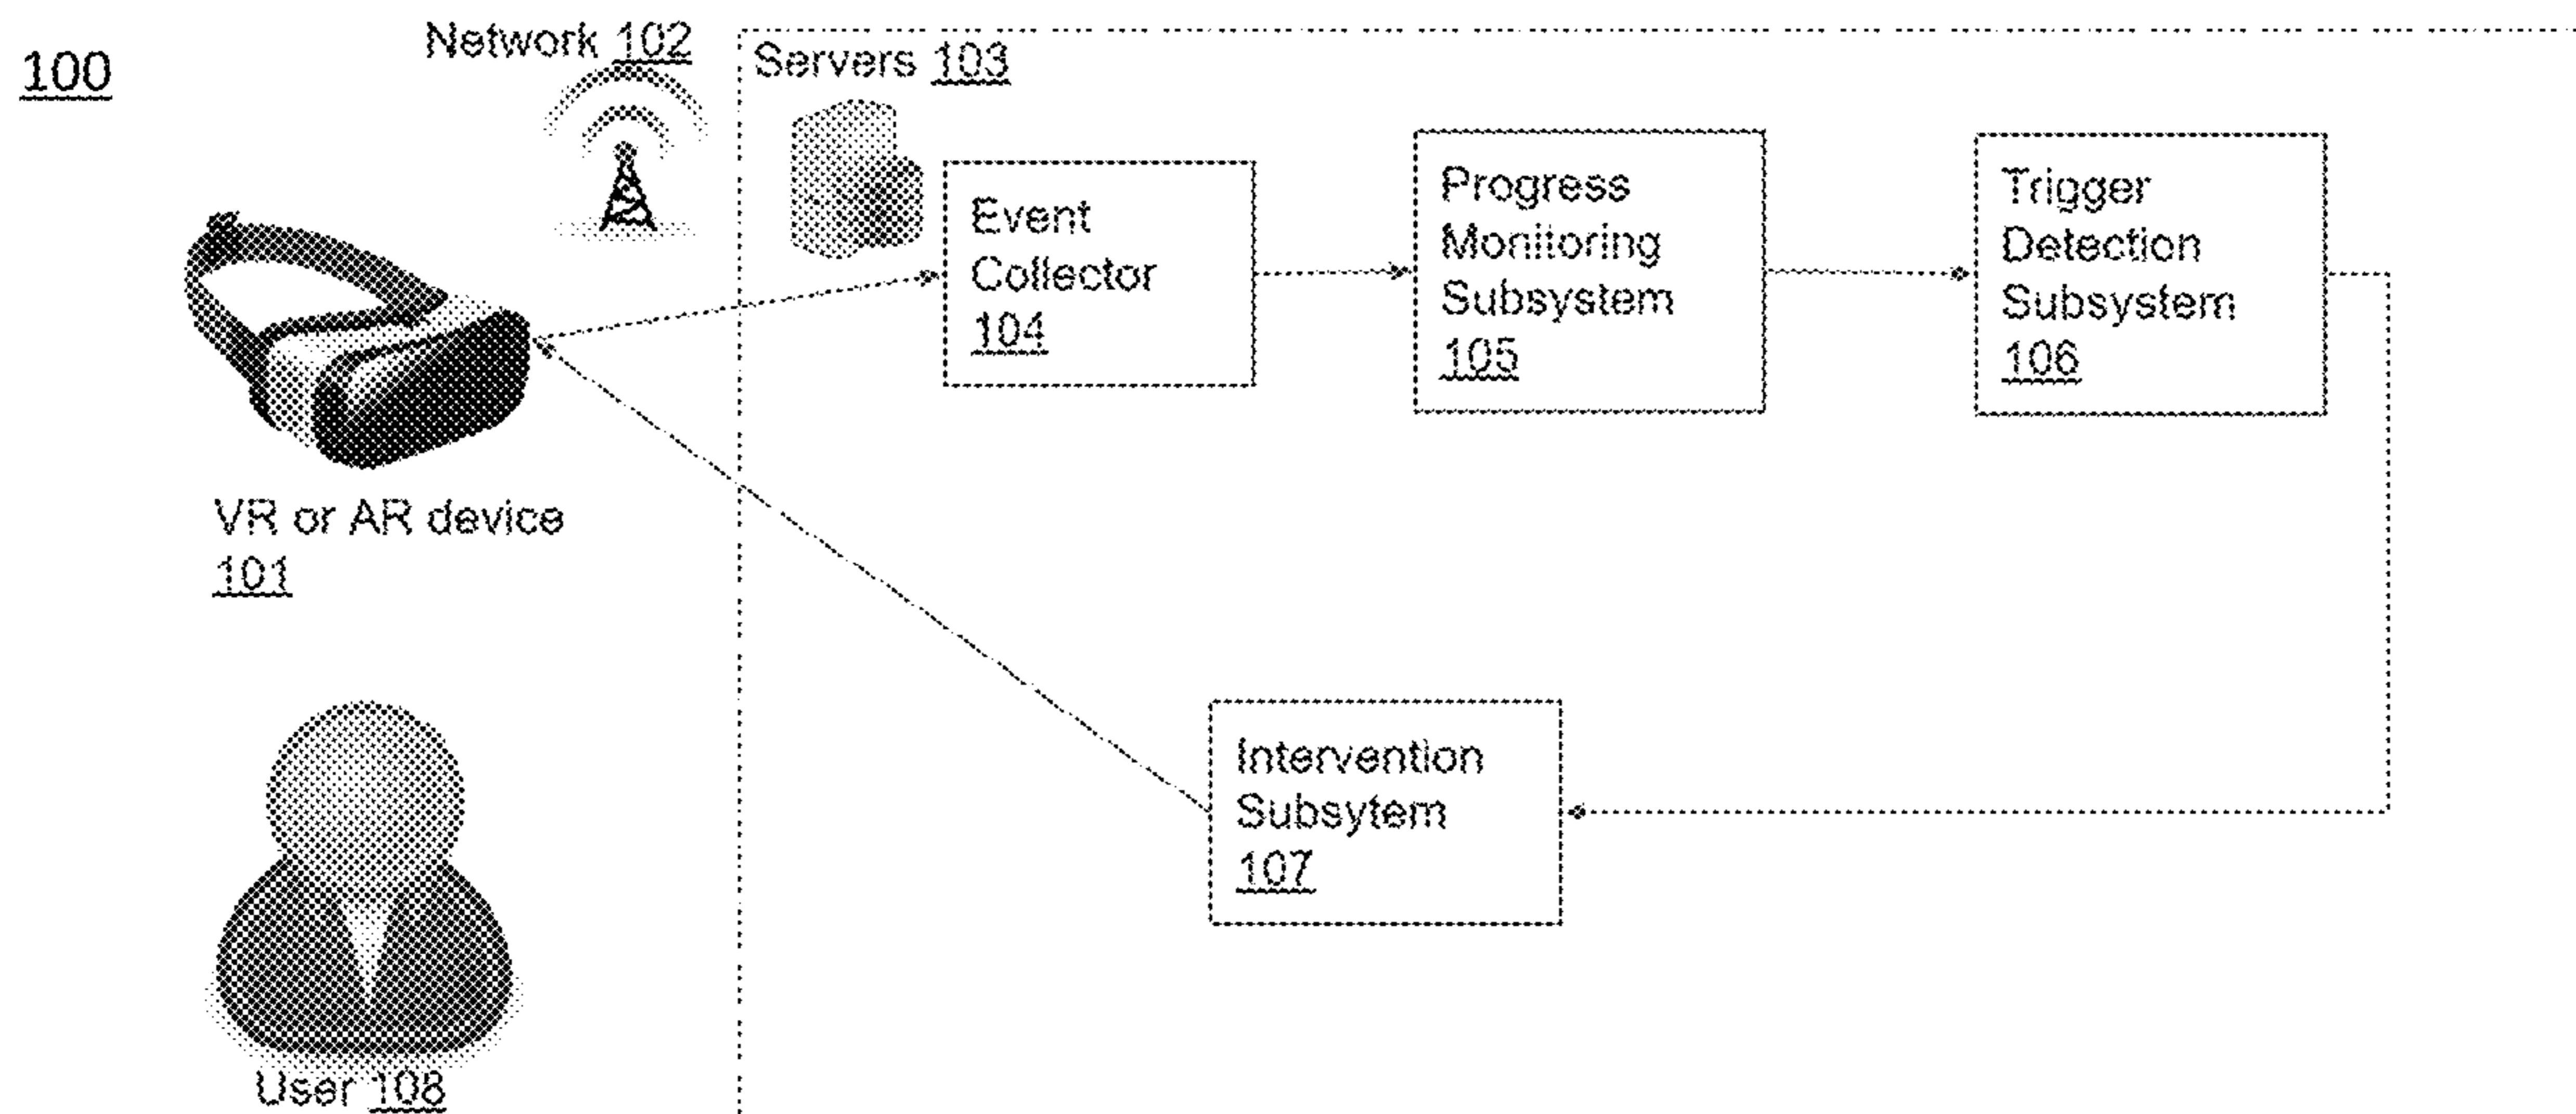 100
Network 102
Servers 103
Event
Collector
104
Progress
Monitoring
Subsystem
105
Trigger
Detection
Subsystem
106
VR or AR device
101
Intervention
Subsytem
107
User 108